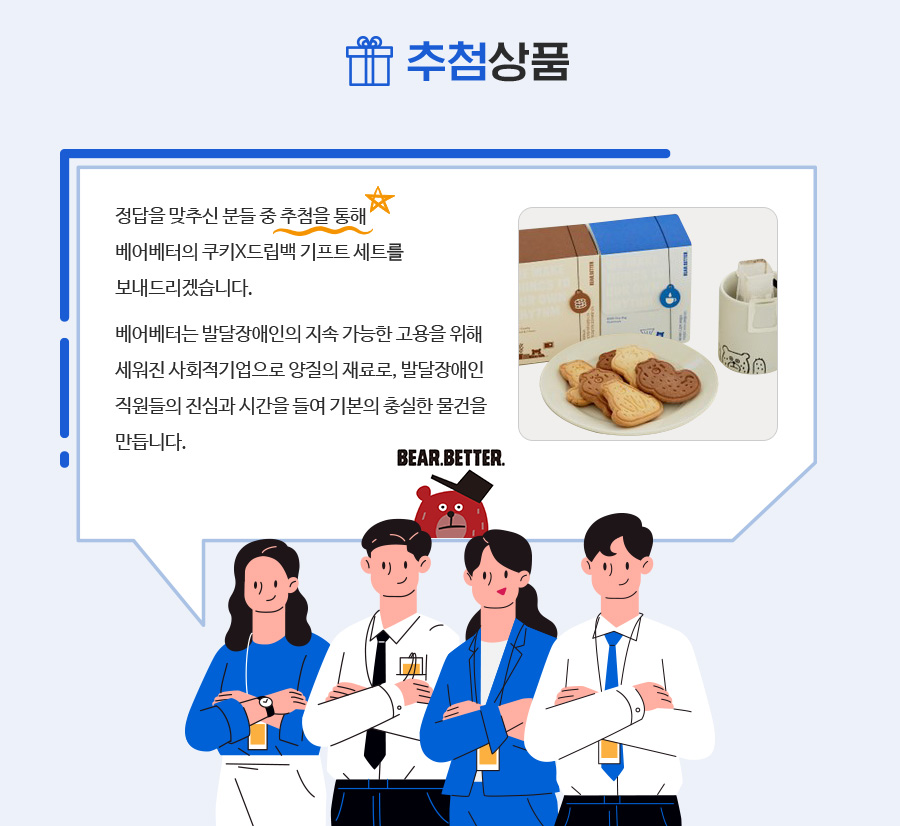 추첨상품
정답을 맞추신 분들 중 추첨을 통해
베어베터의 쿠키X드립백 기프트 세트를
보내드리겠습니다.
베어베터는 발달장애인의 지속 가능한 고용을 위해
세워진 사회적기업으로 양질의 재료로, 발달장애인
직원들의 진심과 시간을 들여 기본의 충실한 물건을
만듭니다.
BEAR.BETTER.
BEAR.BETTER
BEAR.BETTER